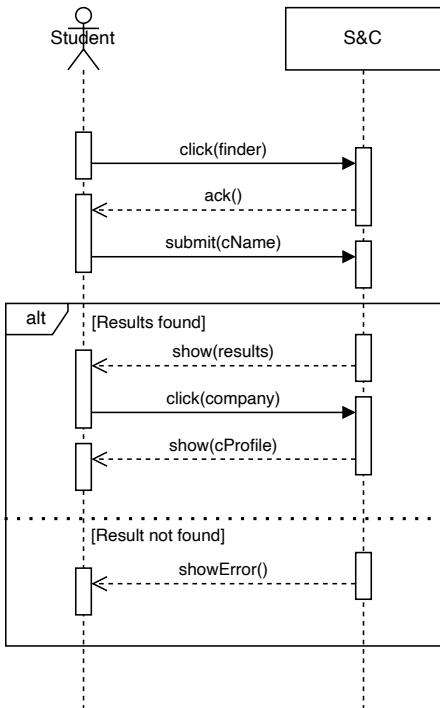 Student
S&C
click(finder)
ack()
submit(cName)
alt
[Results found]
show(results)
click(company)
show(cProfile)
[Result not found]
showError()